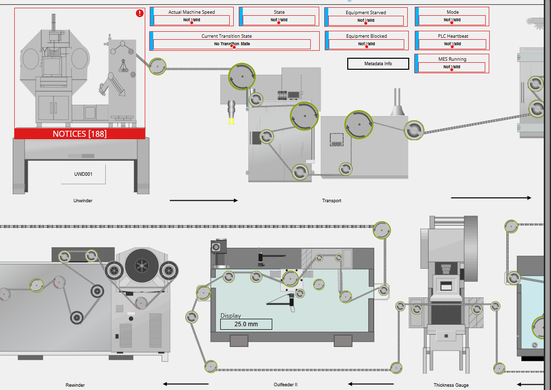 Actual Machine Speed
Not Valid
State
Not Valid
Equipment Starved
Not Valid
Mode
Not Valid
Current Transition State
No Transition State
Equipment Blocked
Not Valid
PLC Heartbeat
Not Valid
Metadata Info
MES Running
Not Valid
NOTICES [188]
UWD001
Unwinder
Transport
Display
25.0 mm
Rewinder
Outfeeder II
Thickness Gauge